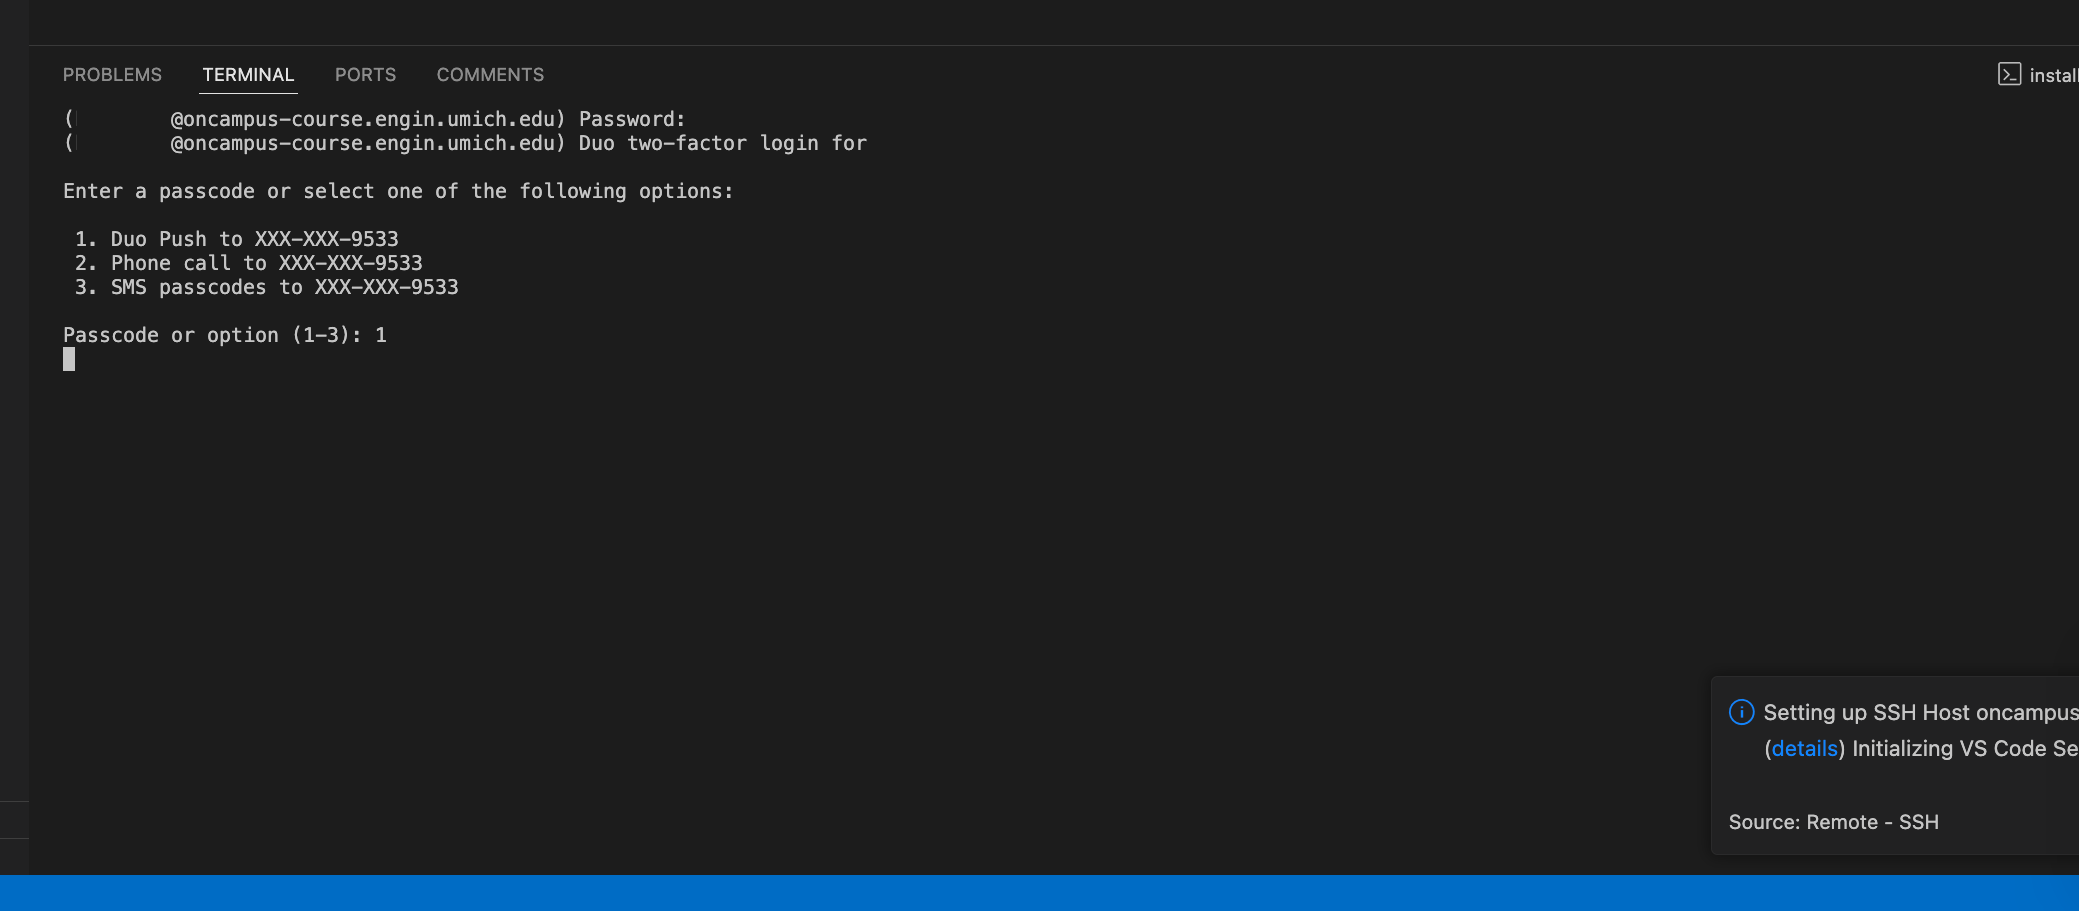 PROBLEMS TERMINAL PORTS COMMENTS
( @oncampus-course.engin.umich.edu) Password:
( @oncampus-course.engin.umich.edu) Duo two-factor login for
Enter a passcode or select one of the following options:
1. Duo Push to XXX-XXX-9533
2. Phone call to XXX-XXX-9533
3. SMS passcodes to XXX-XXX-9533
Passcode or option (1-3): 1
install
Setting up SSH Host oncampus
(details) Initializing VS Code Se
Source: Remote - SSH